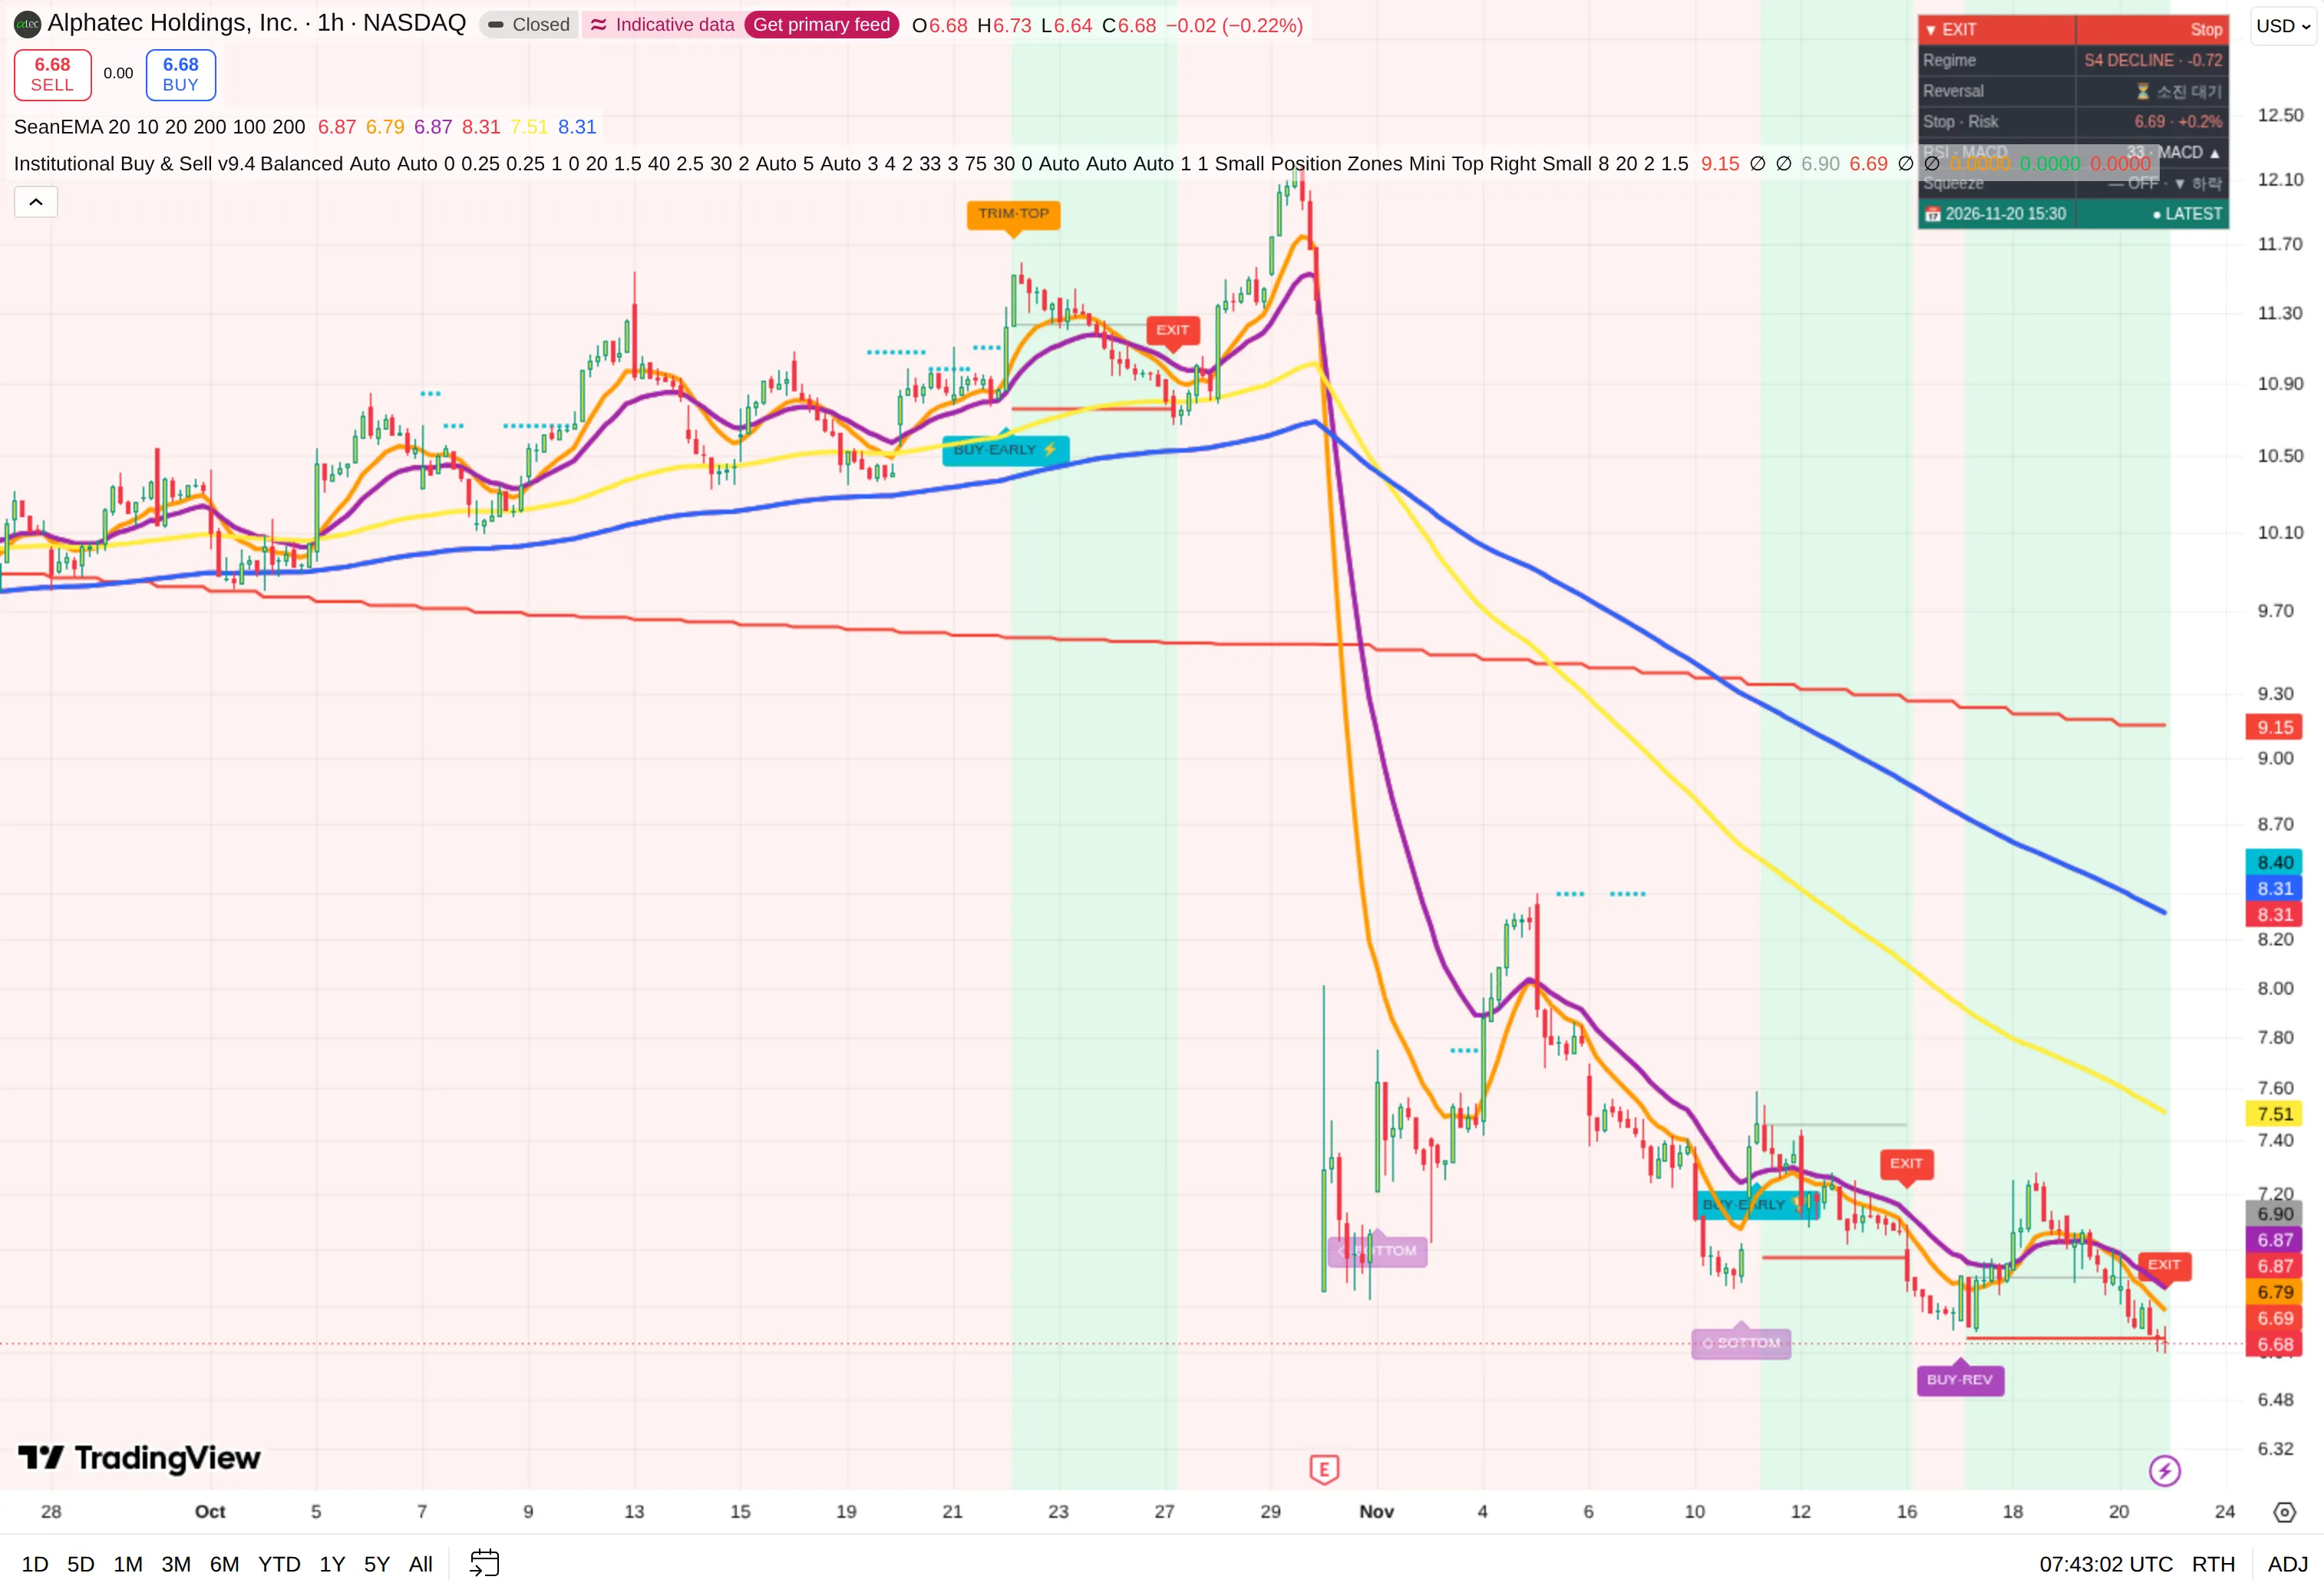 Alphatec Holdings, Inc. · 1h · NASDAQ Closed Indicative data Get primary feed O6.68 H6.73 L6.64 C6.68 −0.02 (−0.22%)
6.68 SELL 0.00 6.68 BUY
SeanEMA 20 10 20 200 100 200 6.87 6.79 6.87 8.31 7.51 8.31
Institutional Buy & Sell v9.4 Balanced Auto Auto 0 0.25 0.25 1 0 20 1.5 40 2.5 30 2 Auto 5 Auto 3 4 2 33 3 75 30 0 Auto Auto Auto 1 1 Small Position Zones Mini Top Right Small 8 20 2 1.5 9.15 ∅ ∅ 6.90 6.69 ∅ ∅ 0.0000 0.0000 0.0000
▼ EXIT Stop
Regime S4 DECLINE · -0.72
Reversal ⏳ 소진 대기
Stop · Risk 6.69 · +0.2%
RSI · MACD 33 · MACD ▲
Squeeze — OFF · ▼ 하락
📅 2026-11-20 15:30 ● LATEST
USD
12.50
12.10
11.70
11.30
10.90
10.50
10.10
9.70
9.30
9.15
9.00
8.70
8.40
8.31
8.31
8.20
8.00
7.80
7.60
7.51
7.40
7.20
6.90
6.87
6.87
6.79
6.69
6.68
6.48
6.32
TRIM·TOP
EXIT
BUY·EARLY ⚡
BOTTOM
BUY·EARLY
EXIT
◇ BOTTOM
BUY·REV
EXIT
TradingView
E
28 Oct 5 7 9 13 15 19 21 23 27 29 Nov 4 6 10 12 16 18 20 24
1D 5D 1M 3M 6M YTD 1Y 5Y All
07:43:02 UTC RTH ADJ